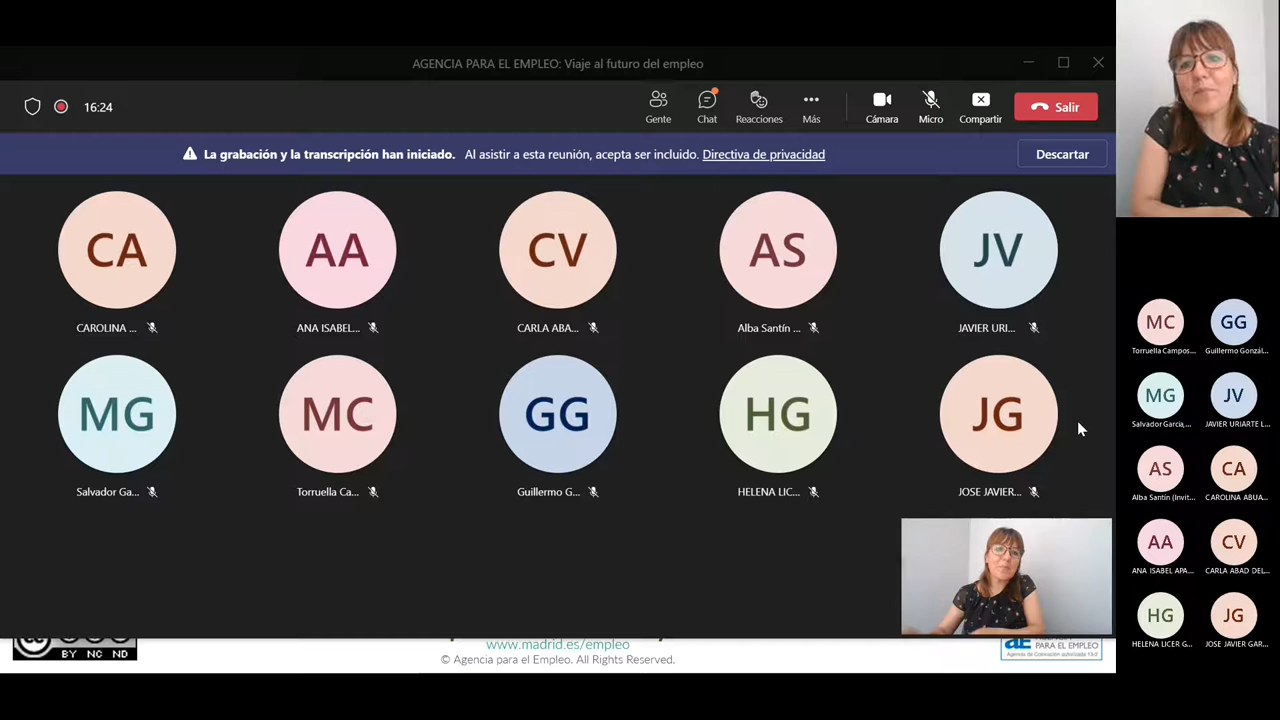 AGENCIA PARA EL EMPLEO: Viaje al futuro del empleo
16:24
Gente
Chat
Reacciones
Más
Cámara
Micro
Compartir
Salir
La grabación y la transcripción han iniciado. Al asistir a esta reunión, acepta ser incluido. Directiva de privacidad
Descartar
CA
AA
CV
AS
JV
CAROLINA ...
ANA ISABEL...
CARLA ABA...
Alba Santín ...
JAVIER URI...
MG
MC
GG
HG
JG
Salvador Ga...
Torruella Ca...
Guillermo G...
HELENA LIC...
JOSE JAVIER...
MC
GG
Torruella Campos...
Guillermo Gonzál...
MG
JV
Salvador Garcia,...
JAVIER URIARTE L...
AS
CA
Alba Santín (Invit...
CAROLINA ABUA...
AA
CV
ANA ISABEL APA...
CARLA ABAD DEL...
HG
JG
HELENA LICER G...
JOSE JAVIER GAR...
BY NC ND
www.madrid.es/empleo
© Agencia para el Empleo. All Rights Reserved.
PARA EL EMPLEO